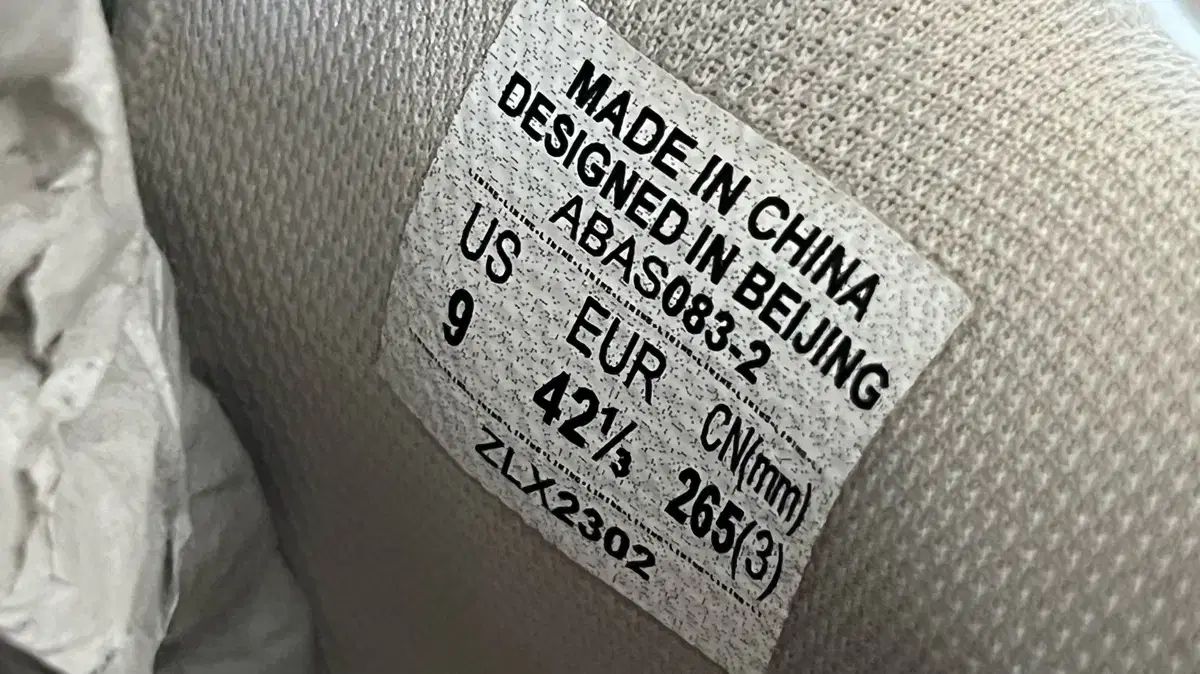 MADE IN CHINA
DESIGNED IN BEIJING
ABAS083-2
US EUR CN(mm)
9 42⅓ 265(3)
ZLX2302